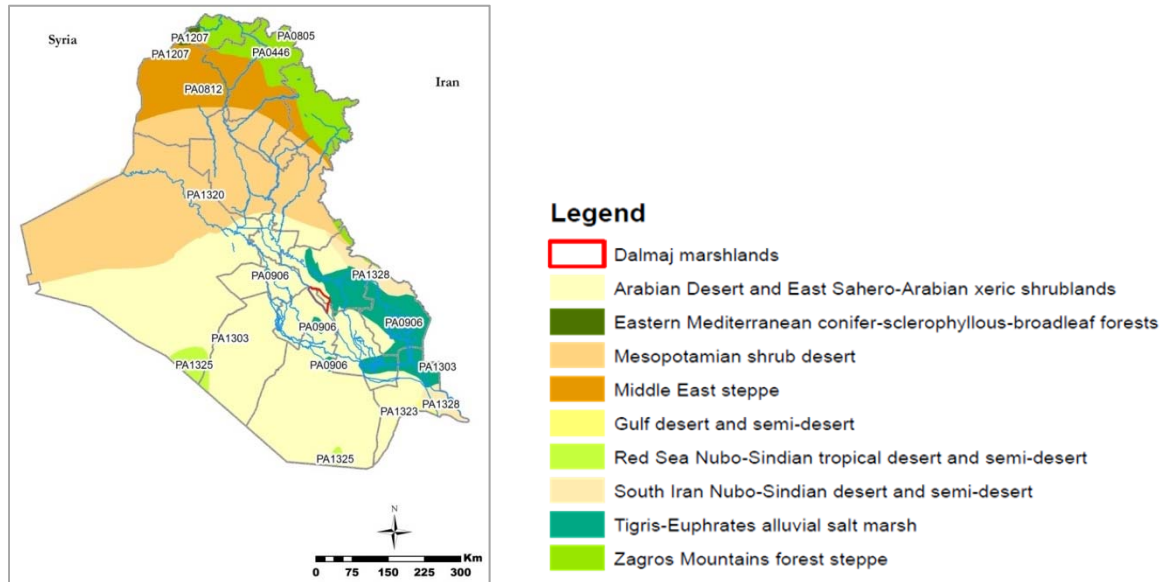 PA1207
PA0805
Syria
PA0446
PA1207
Iran
PA0812
PA1320
PA0906
PA1328
PA0906
PA0906
PA1303
PA1325
PA0906
PA1303
PA1328
PA1323
PA1325
N
Km
0 75 150 225 300
Legend
Dalmaj marshlands
Arabian Desert and East Sahero-Arabian xeric shrublands
Eastern Mediterranean conifer-sclerophyllous-broadleaf forests
Mesopotamian shrub desert
Middle East steppe
Gulf desert and semi-desert
Red Sea Nubo-Sindian tropical desert and semi-desert
South Iran Nubo-Sindian desert and semi-desert
Tigris-Euphrates alluvial salt marsh
Zagros Mountains forest steppe